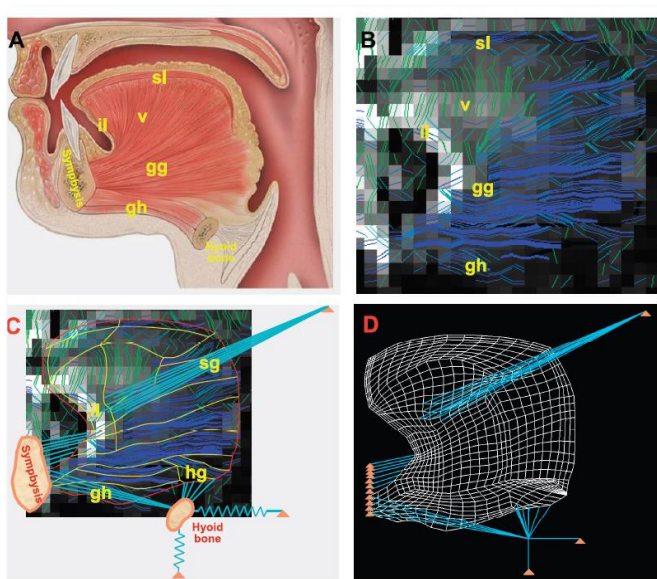 A
sl
v
il
gg
Symphysis
gh
Hyoid
bone
B
sl
v
il
gg
gh
C
sg
il
Symphysis
hg
gh
Hyoid
bone
D